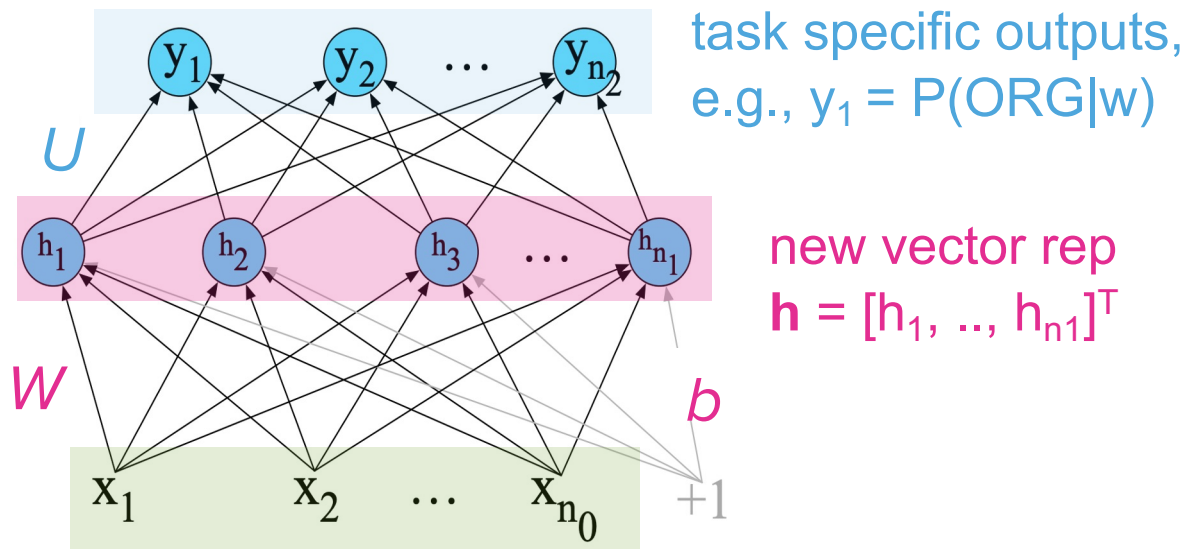 y₁ y₂ … yₙ₂
task specific outputs,
e.g., y₁ = P(ORG|w)
U
h₁ h₂ h₃ … hₙ₁
new vector rep
h = [h₁, .., hₙ₁]ᵀ
W
b
x₁ x₂ … xₙ₀ +1